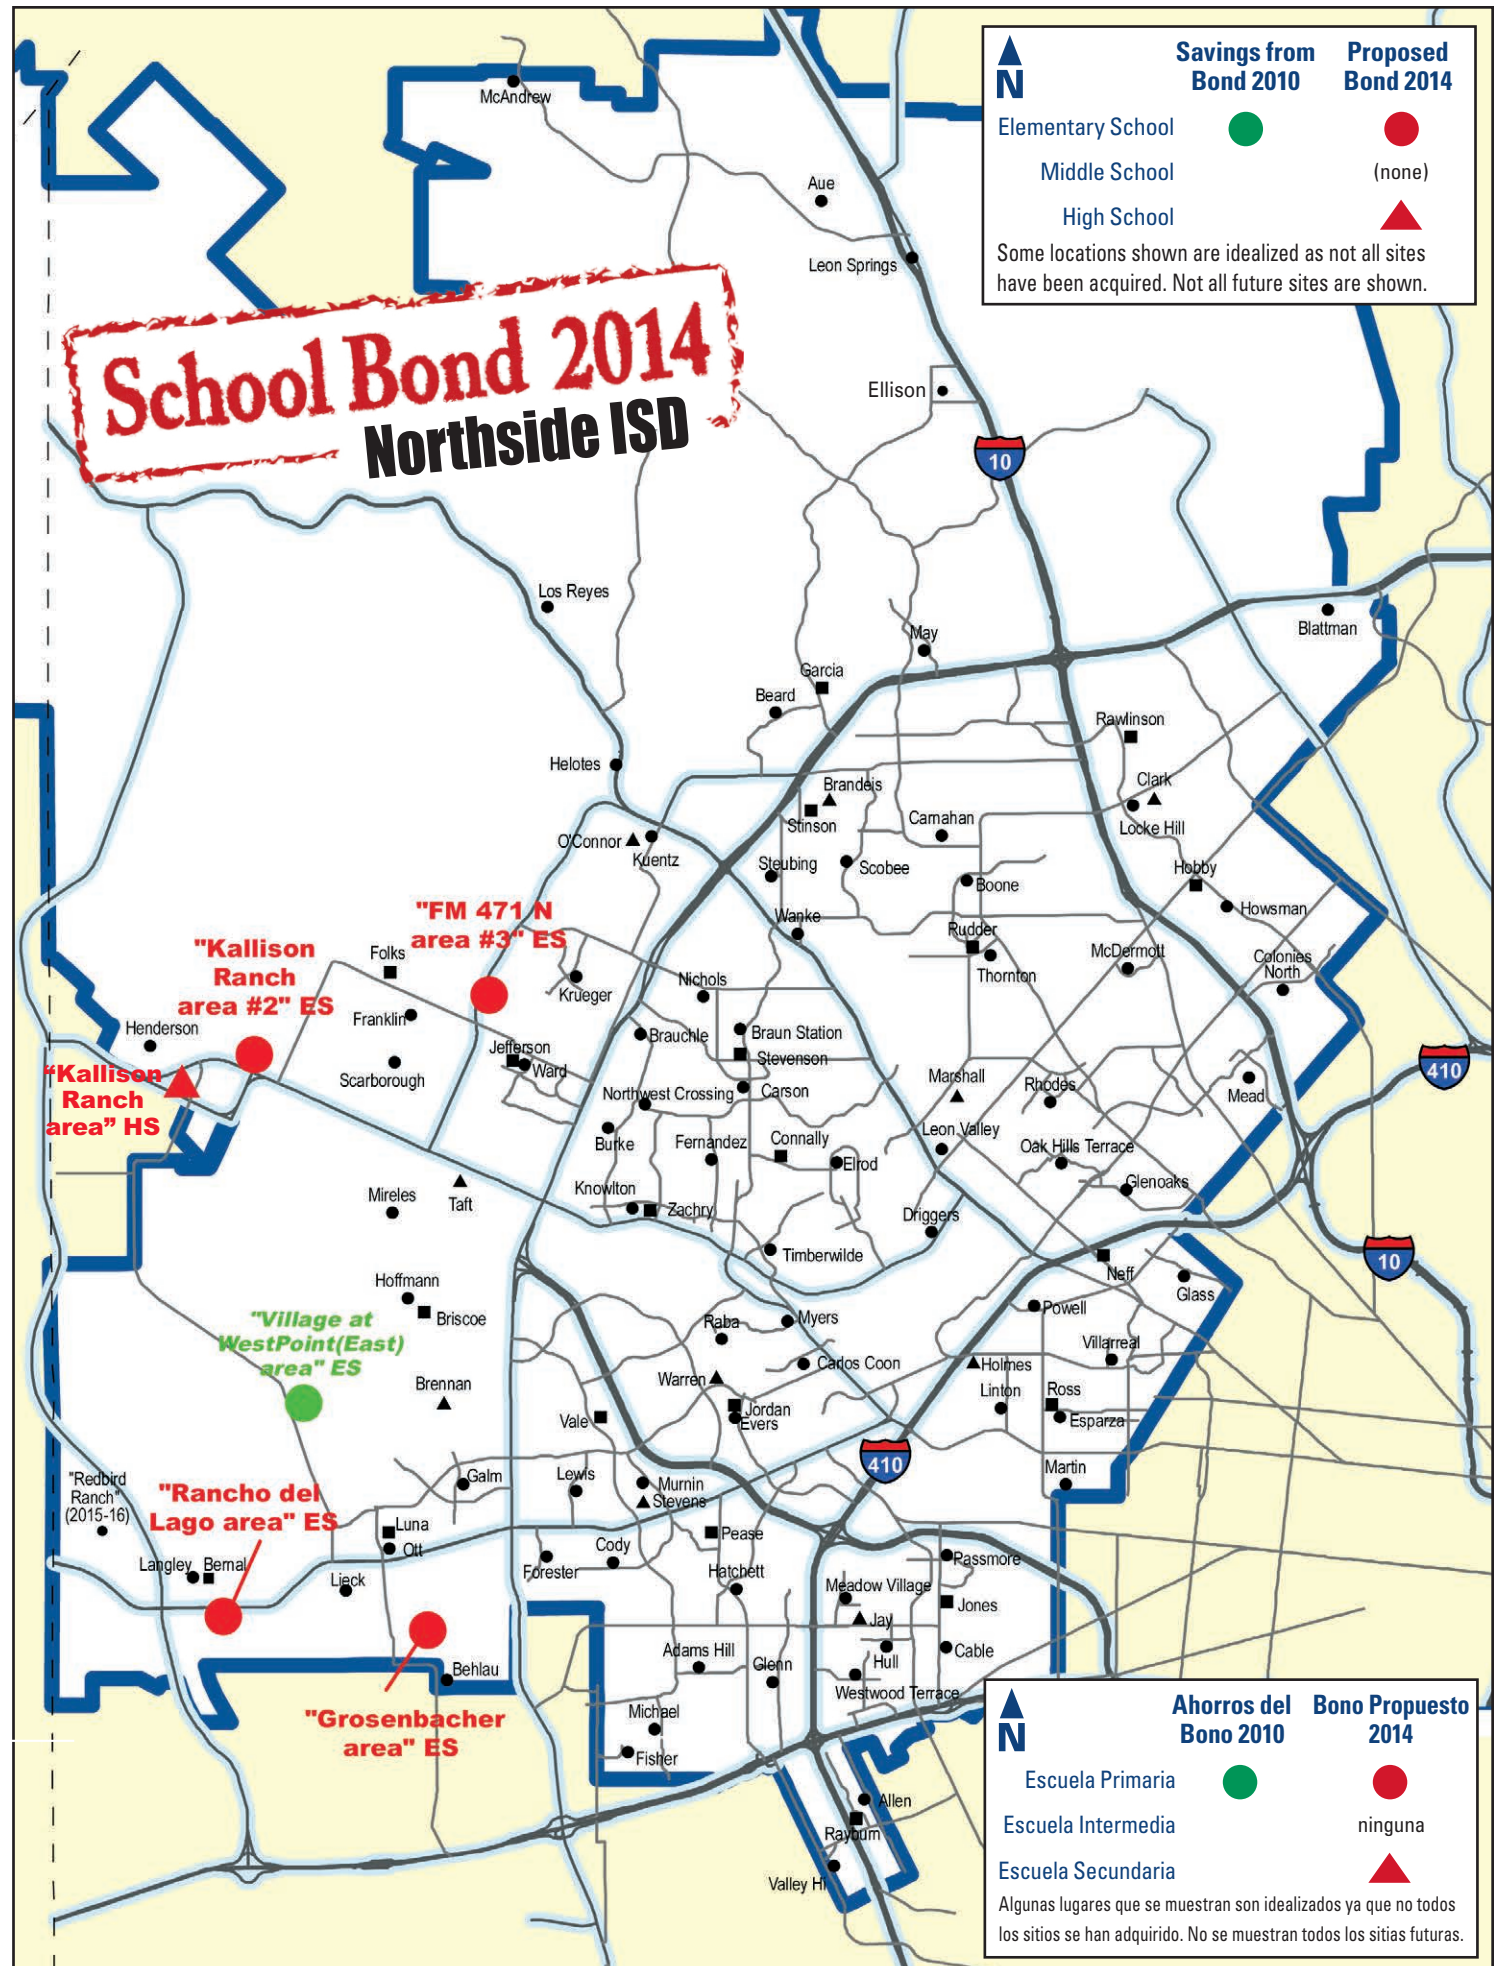 McAndrew
Savings from
Bond 2010
Proposed
Bond 2014
N
Elementary School
Middle School
(none)
High School
Some locations shown are idealized as not all sites
have been acquired. Not all future sites are shown.
Aue
Leon Springs
School Bond 2014
Northside ISD
Ellison
10
Los Reyes
Blattman
May
Garcia
Beard
Rawlinson
Helotes
Brandeis
Clark
Stinson
Carnahan
Locke Hill
O'Connor
Kuentz
Steubing
Scobee
Hobby
Boone
Howsman
Wanke
"FM 471 N
area #3" ES
Rudder
"Kallison
Ranch
area #2" ES
Folks
Krueger
Nichols
Thornton
McDermott
Colonies
North
Henderson
Franklin
Brauchle
Braun Station
Jefferson
Stevenson
Ward
Scarborough
"Kallison
Ranch
area” HS
Northwest Crossing
Carson
Marshall
Rhodes
Mead
410
Burke
Fernandez
Connally
Leon Valley
Oak Hills Terrace
Elrod
Glenoaks
Mireles
Taft
Knowlton
Zachry
Driggers
Timberwilde
10
Neff
Glass
Hoffmann
Briscoe
Powell
"Village at
WestPoint(East)
area" ES
Raba
Myers
Villarreal
Carlos Coon
Holmes
Warren
Brennan
Linton
Ross
Jordan
Evers
Esparza
Vale
410
Martin
"Redbird
Ranch"
(2015-16)
"Rancho del
Lago area" ES
Galm
Lewis
Murnin
Stevens
Luna
Ott
Pease
Cody
Forester
Hatchett
Passmore
Langley
Bernal
Lieck
Meadow Village
Jones
Jay
Adams Hill
Glenn
Hull
Cable
Behlau
Westwood Terrace
"Grosenbacher
area" ES
Michael
Fisher
Allen
Rayburn
Valley Hi
N
Ahorros del
Bono 2010
Bono Propuesto
2014
Escuela Primaria
Escuela Intermedia
ninguna
Escuela Secundaria
Algunas lugares que se muestran son idealizados ya que no todos
los sitios se han adquirido. No se muestran todos los sitias futuras.